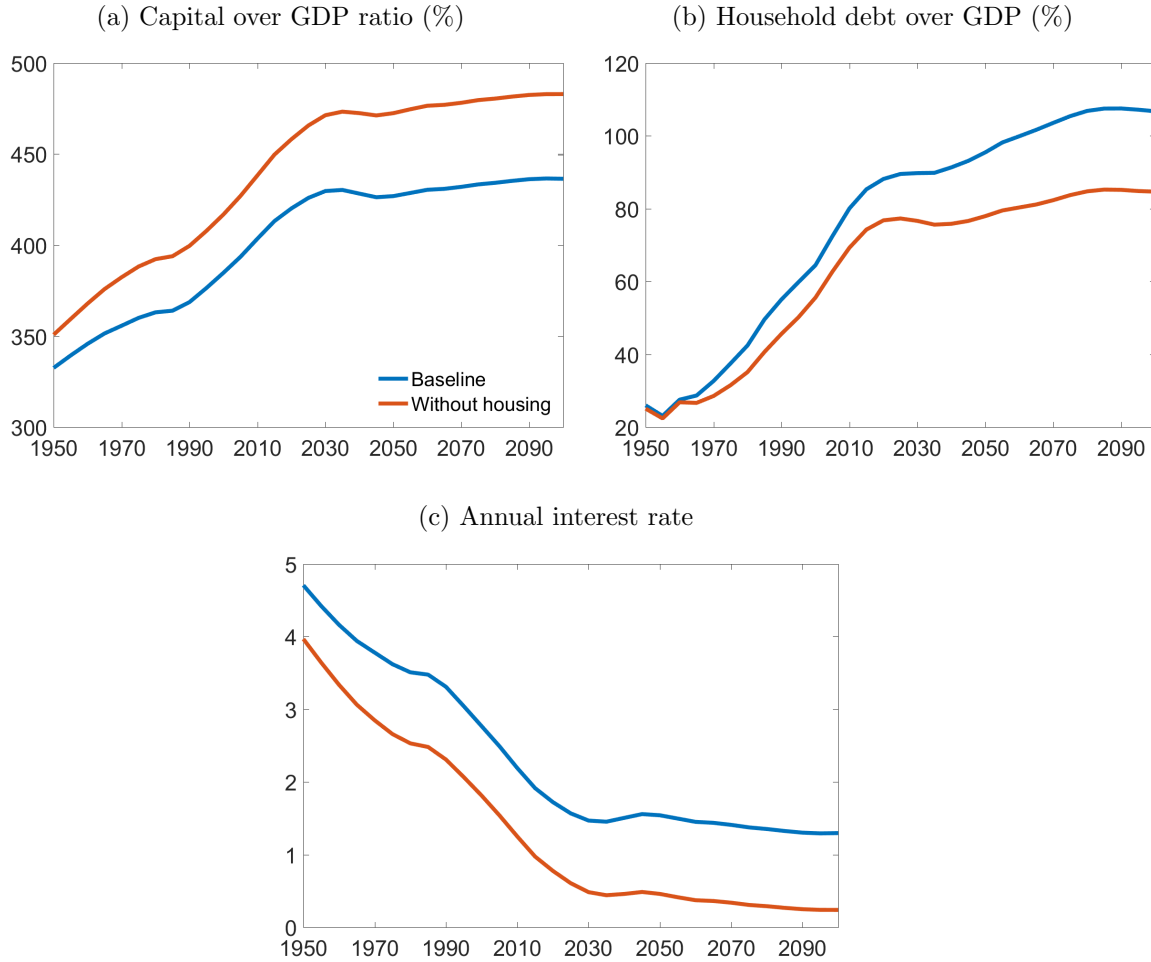 (a) Capital over GDP ratio (%)
500
450
400
350
300
1950 1970 1990 2010 2030 2050 2070 2090
Baseline
Without housing
(b) Household debt over GDP (%)
120
100
80
60
40
20
1950 1970 1990 2010 2030 2050 2070 2090
(c) Annual interest rate
5
4
3
2
1
0
1950 1970 1990 2010 2030 2050 2070 2090